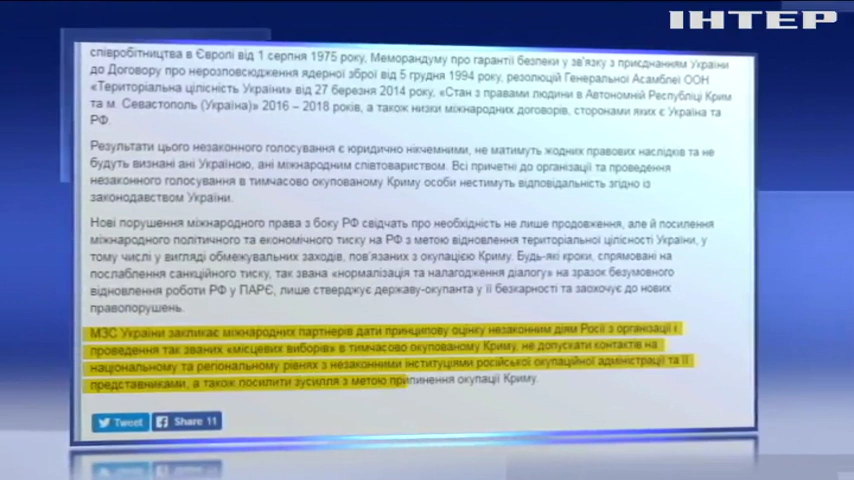 ІНТЕР
співробітництва в Європі від 1 серпня 1975 року, Меморандуму про гарантії безпеки у зв'язку з приєднанням України
до Договору про нерозповсюдження ядерної зброї від 5 грудня 1994 року, резолюцій Генеральної Асамблеї ООН
«Територіальна цілісність України» від 27 березня 2014 року, «Стан з правами людини в Автономній Республіці Крим
та м. Севастополь (Україна)» 2016 – 2018 років, а також низки міжнародних договорів, сторонами яких є Україна та
РФ.
Результати цього незаконного голосування є юридично нікчемними, не матимуть жодних правових наслідків та не
будуть визнані ані Україною, ані міжнародним співтовариством. Всі причетні до організації та проведення
незаконного голосування в тимчасово окупованому Криму особи нестимуть відповідальність згідно із
законодавством України.
Нові порушення міжнародного права з боку РФ свідчать про необхідність не лише продовження, але й посилення
міжнародного політичного та економічного тиску на РФ з метою відновлення територіальної цілісності України, у
тому числі у вигляді обмежувальних заходів, пов'язаних з окупацією Криму. Будь-які кроки, спрямовані на
послаблення санкційного тиску, так звана «нормалізація та налагодження діалогу» на зразок безумовного
відновлення роботи РФ у ПАРЄ, лише стверджує державу-окупанта у її безкарності та заохочує до нових
правопорушень.
МЗС України закликає міжнародних партнерів дати принципову оцінку незаконним діям Росії з організації і
проведення так званих «місцевих виборів» в тимчасово окупованому Криму, не допускати контактів на
національному та регіональному рівнях з незаконними інституціями російської окупаційної адміністрації та її
представниками, а також посилити зусилля з метою припинення окупації Криму.
Tweet Share 11